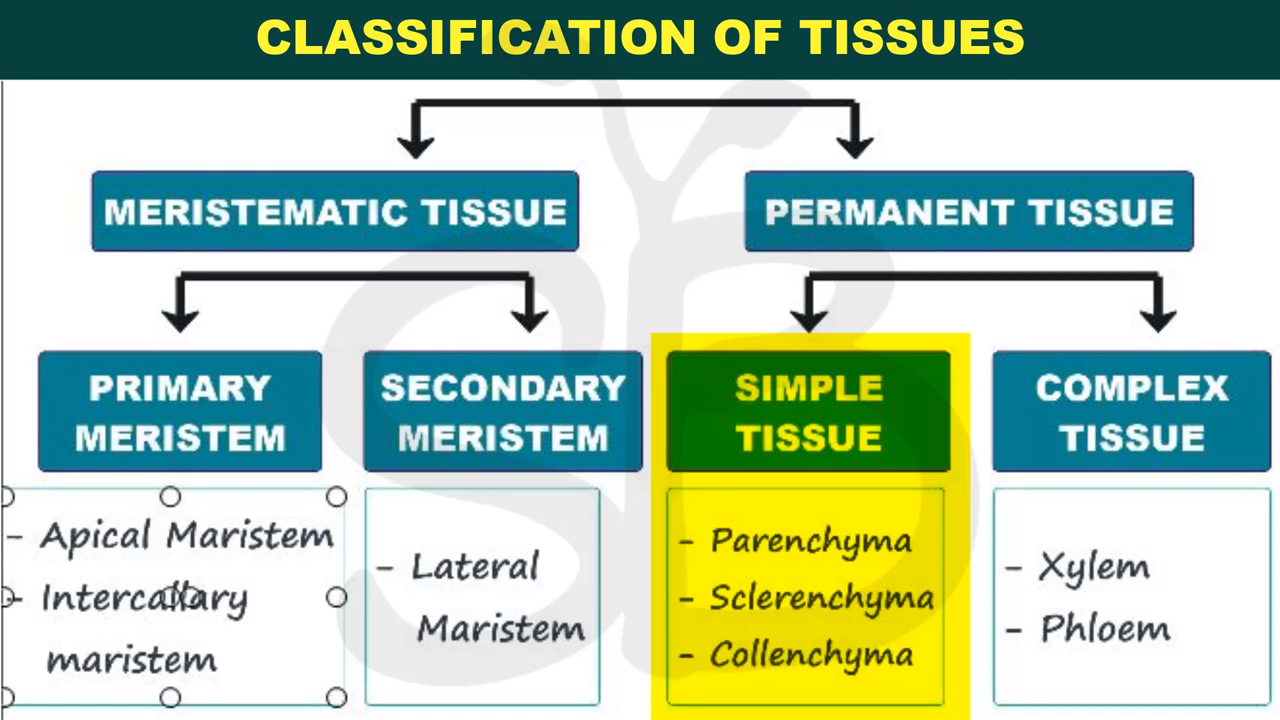 CLASSIFICATION OF TISSUES
MERISTEMATIC TISSUE
PERMANENT TISSUE
PRIMARY
MERISTEM
SECONDARY
MERISTEM
SIMPLE
TISSUE
COMPLEX
TISSUE
- Apical Maristem
- Intercallary
maristem
- Lateral
Maristem
- Parenchyma
- Sclerenchyma
- Collenchyma
- Xylem
- Phloem
SB